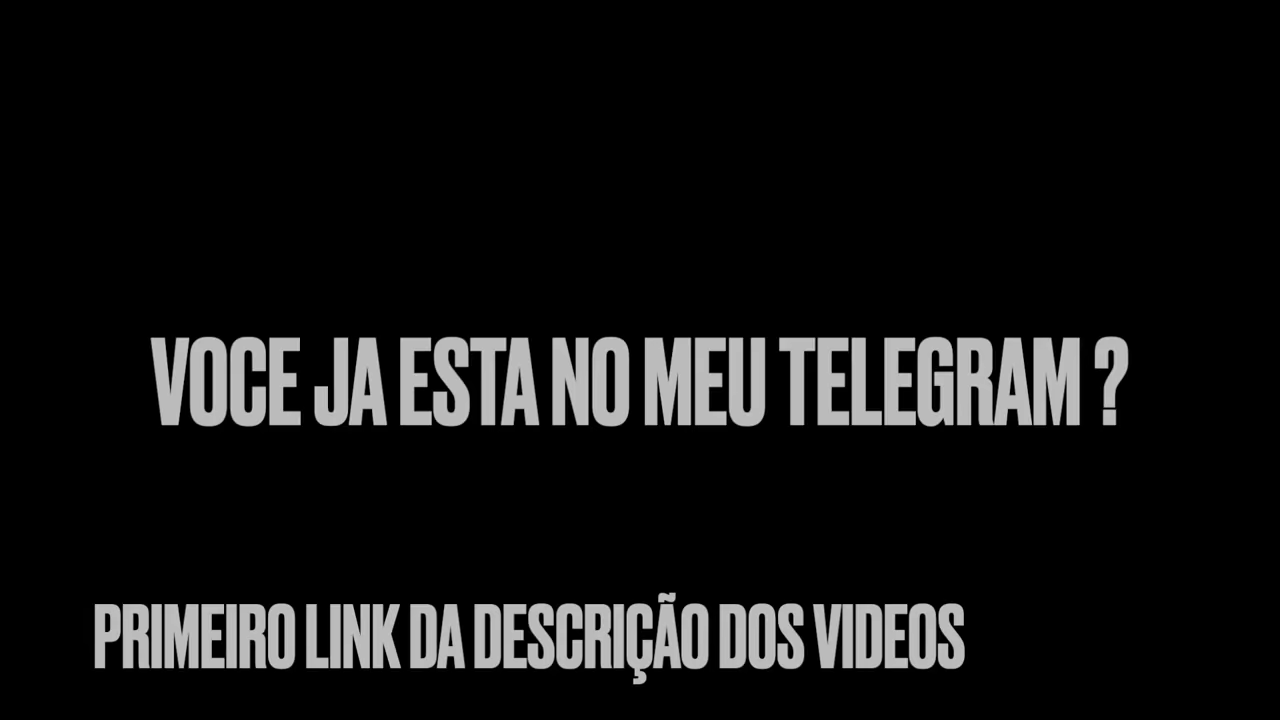 VOCE JA ESTA NO MEU TELEGRAM ?
PRIMEIRO LINK DA DESCRIÇÃO DOS VIDEOS